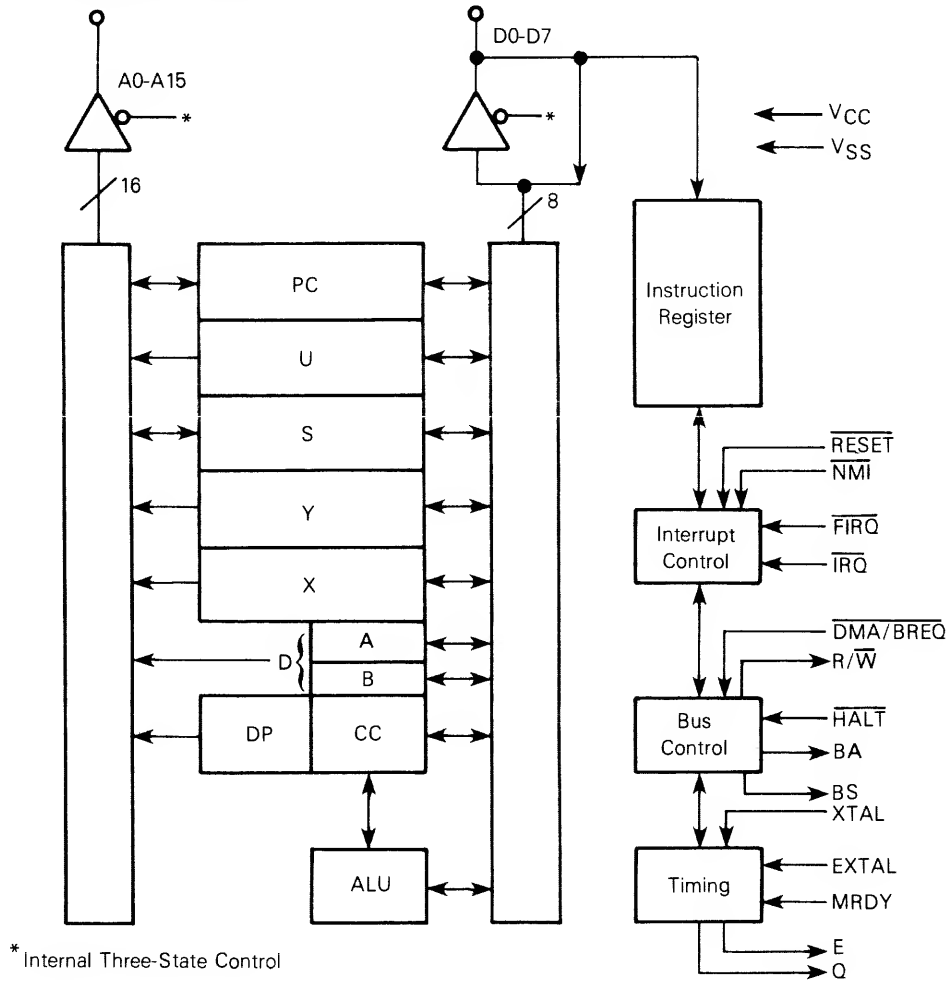 D0-D7
A0-A15
*
*
VCC
VSS
16
8
PC
U
S
Y
X
D{
A
B
DP
CC
ALU
Instruction
Register
RESET
NMI
Interrupt
Control
FIRQ
IRQ
DMA/BREQ
R/W
Bus
Control
HALT
BA
BS
XTAL
Timing
EXTAL
MRDY
E
Q
* Internal Three-State Control